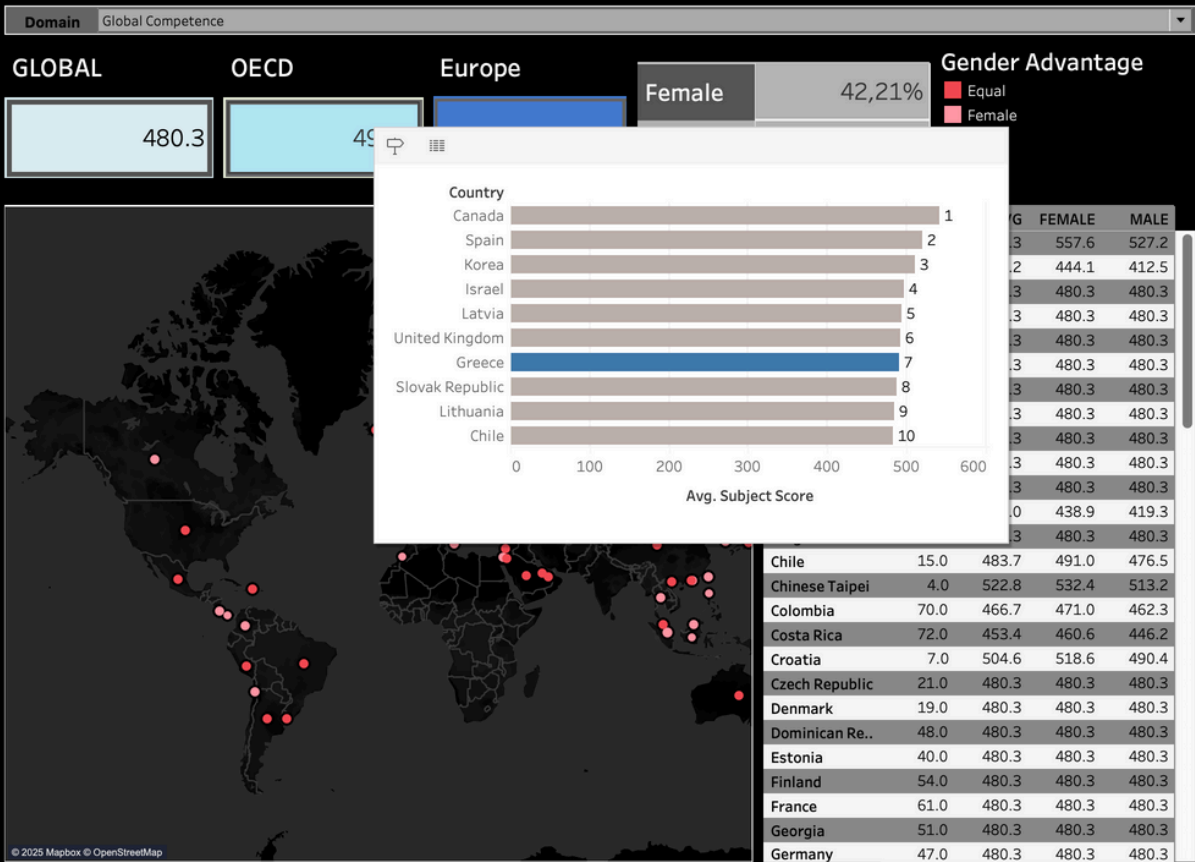 Domain Global Competence
GLOBAL OECD Europe
Gender Advantage
Equal
Female
Female 42,21%
480.3
Country
Canada 1
Spain 2
Korea 3
Israel 4
Latvia 5
United Kingdom 6
Greece 7
Slovak Republic 8
Lithuania 9
Chile 10
0 100 200 300 400 500 600
Avg. Subject Score
FEMALE MALE
557.6 527.2
444.1 412.5
480.3 480.3
480.3 480.3
480.3 480.3
480.3 480.3
480.3 480.3
480.3 480.3
480.3 480.3
480.3 480.3
480.3 480.3
438.9 419.3
480.3 480.3
Chile 15.0 483.7 491.0 476.5
Chinese Taipei 4.0 522.8 532.4 513.2
Colombia 70.0 466.7 471.0 462.3
Costa Rica 72.0 453.4 460.6 446.2
Croatia 7.0 504.6 518.6 490.4
Czech Republic 21.0 480.3 480.3 480.3
Denmark 19.0 480.3 480.3 480.3
Dominican Re.. 48.0 480.3 480.3 480.3
Estonia 40.0 480.3 480.3 480.3
Finland 54.0 480.3 480.3 480.3
France 61.0 480.3 480.3 480.3
Georgia 51.0 480.3 480.3 480.3
Germany 47.0 480.3 480.3 480.3
© 2025 Mapbox © OpenStreetMap